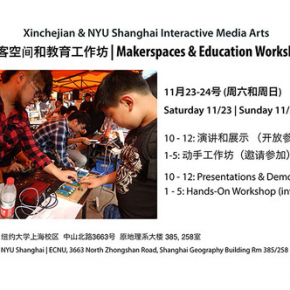 Xinchejian & NYU Shanghai Interactive Media Arts
客空间和教育工作坊 | Makerspaces & Education Worksh
11月23-24号 (周六和周日)
Saturday 11/23 | Sunday 11/
10 - 12: 演讲和展示 （开放参
1-5: 动手工作坊（邀请参加）
10 - 12: Presentations & Demo
1 - 5: Hands-On Workshop (in
纽约大学上海校区 中山北路3663号 原地理系大楼 385, 258室
NYU Shanghai | ECNU, 3663 North Zhongshan Road, Shanghai Geography Building Rm 385/258